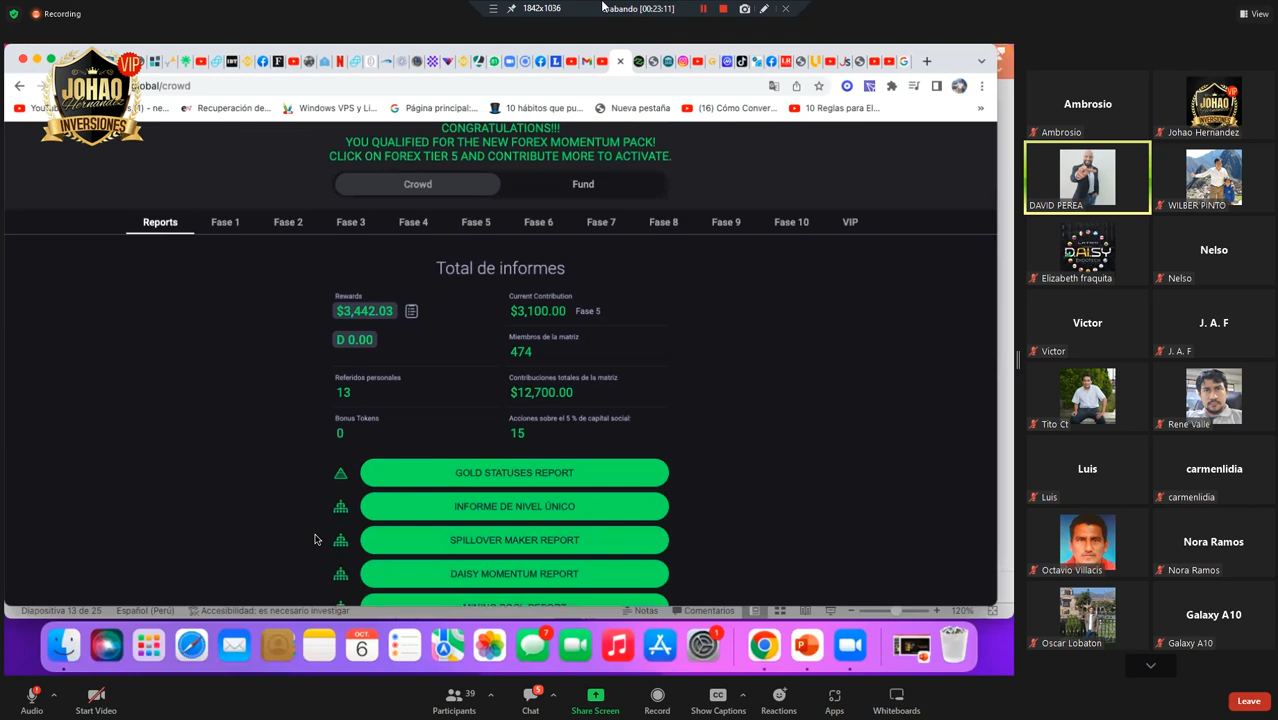 Recording
1842x1036
abando [00:23:11]
View
VIP
JOHAO
Hernandez
INVERSIONES
lobal/crowd
Recuperación de...
Windows VPS y Li...
Página principal:...
10 hábitos que pu...
Nueva pestaña
(16) Cómo Conver...
10 Reglas para El...
CONGRATULATIONS!!!
YOU QUALIFIED FOR THE NEW FOREX MOMENTUM PACK!
CLICK ON FOREX TIER 5 AND CONTRIBUTE MORE TO ACTIVATE.
Crowd
Fund
Reports
Fase 1
Fase 2
Fase 3
Fase 4
Fase 5
Fase 6
Fase 7
Fase 8
Fase 9
Fase 10
VIP
Total de informes
Rewards
$3,442.03
D 0.00
Current Contribution
$3,100.00 Fase 5
Miembros de la matriz
474
Referidos personales
13
Contribuciones totales de la matriz
$12,700.00
Bonus Tokens
0
Acciones sobre el 5 % de capital social:
15
GOLD STATUSES REPORT
INFORME DE NIVEL ÚNICO
SPILLOVER MAKER REPORT
DAISY MOMENTUM REPORT
Diapositiva 13 de 25
Español (Perú)
Accesibilidad: es necesario investigar
Notas
Comentarios
120%
OCT.
6
7
1
Ambrosio
Ambrosio
Johao Hernandez
DAVID PEREA
WILBER PINTO
DAISY
Elizabeth fraquita
Nelso
Nelso
Victor
Victor
J. A. F
J. A. F
Tito Ct
Rene Valle
Luis
Luis
carmenlidia
carmenlidia
Octavio Villacis
Nora Ramos
Nora Ramos
Oscar Lobaton
Galaxy A10
Galaxy A10
Audio
Start Video
39
Participants
5
Chat
Share Screen
Record
Show Captions
Reactions
Apps
Whiteboards
Leave